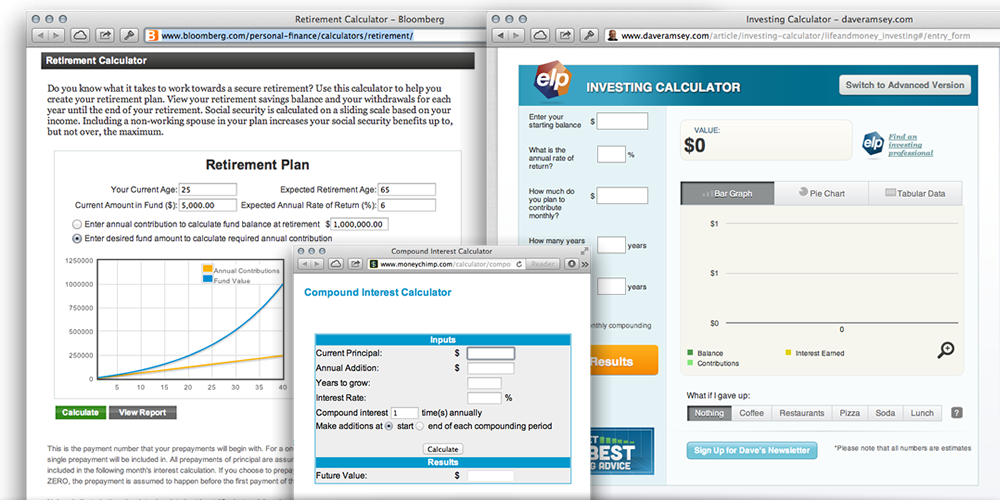 Retirement Calculator – Bloomberg
www.bloomberg.com/personal-finance/calculators/retirement/
Retirement Calculator
Do you know what it takes to work towards a secure retirement? Use this calculator to help you
create your retirement plan. View your retirement savings balance and your withdrawals for each
year until the end of your retirement. Social security is calculated on a sliding scale based on your
income. Including a non-working spouse in your plan increases your social security benefits up to,
but not over, the maximum.
Retirement Plan
Your Current Age: 25 Expected Retirement Age: 65
Current Amount in Fund ($): 5,000.00 Expected Annual Rate of Return (%): 6
Enter annual contribution to calculate fund balance at retirement $ 1,000,000.00
Enter desired fund amount to calculate required annual contribution
1250000
1000000
750000
500000
250000
0
Annual Contributions
Fund Value
5 10 15 20 25 30 35 40
Calculate View Report
This is the payment number that your prepayments will begin with. For a on
single prepayment will be included in. All prepayments of principal are assum
included in the following month's interest calculation. If you choose to prepa
ZERO, the prepayment is assumed to happen before the first payment of th
Compound Interest Calculator
www.moneychimp.com/calculator/compo Reader
Compound Interest Calculator
Inputs
Current Principal: $
Annual Addition: $
Years to grow:
Interest Rate: %
Compound interest 1 time(s) annually
Make additions at start end of each compounding period
Calculate
Results
Future Value: $
Investing Calculator – daveramsey.com
www.daveramsey.com/article/investing-calculator/lifeandmoney_investing#/entry_form
elp INVESTING CALCULATOR Switch to Advanced Version
Enter your
starting balance $
What is the
annual rate of
return? %
How much do
you plan to
contribute
monthly? $
How many years
years
years
nthly compounding
Results
BEST
G ADVICE
VALUE:
$0
elp
Find an
investing
professional
Bar Graph Pie Chart Tabular Data
$1
$1
$0
0
Balance Interest Earned
Contributions
What if I gave up:
Nothing Coffee Restaurants Pizza Soda Lunch ?
Sign Up for Dave's Newsletter *Please note that all numbers are estimates